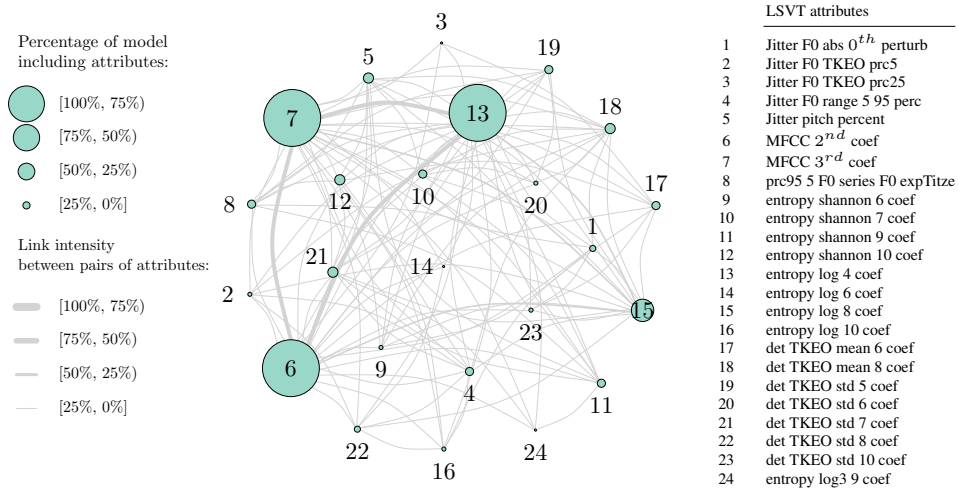 Percentage of model
including attributes:
[100%, 75%)
[75%, 50%)
[50%, 25%)
[25%, 0%]
Link intensity
between pairs of attributes:
[100%, 75%)
[75%, 50%)
[50%, 25%)
[25%, 0%]
3
5
19
7
13
18
12
10
20
17
8
1
21
14
2
15
23
6
9
4
11
22
16
24
LSVT attributes
1 Jitter F0 abs 0th perturb
2 Jitter F0 TKEO prc5
3 Jitter F0 TKEO prc25
4 Jitter F0 range 5 95 perc
5 Jitter pitch percent
6 MFCC 2nd coef
7 MFCC 3rd coef
8 prc95 5 F0 series F0 expTitze
9 entropy shannon 6 coef
10 entropy shannon 7 coef
11 entropy shannon 9 coef
12 entropy shannon 10 coef
13 entropy log 4 coef
14 entropy log 6 coef
15 entropy log 8 coef
16 entropy log 10 coef
17 det TKEO mean 6 coef
18 det TKEO mean 8 coef
19 det TKEO std 5 coef
20 det TKEO std 6 coef
21 det TKEO std 7 coef
22 det TKEO std 8 coef
23 det TKEO std 10 coef
24 entropy log3 9 coef